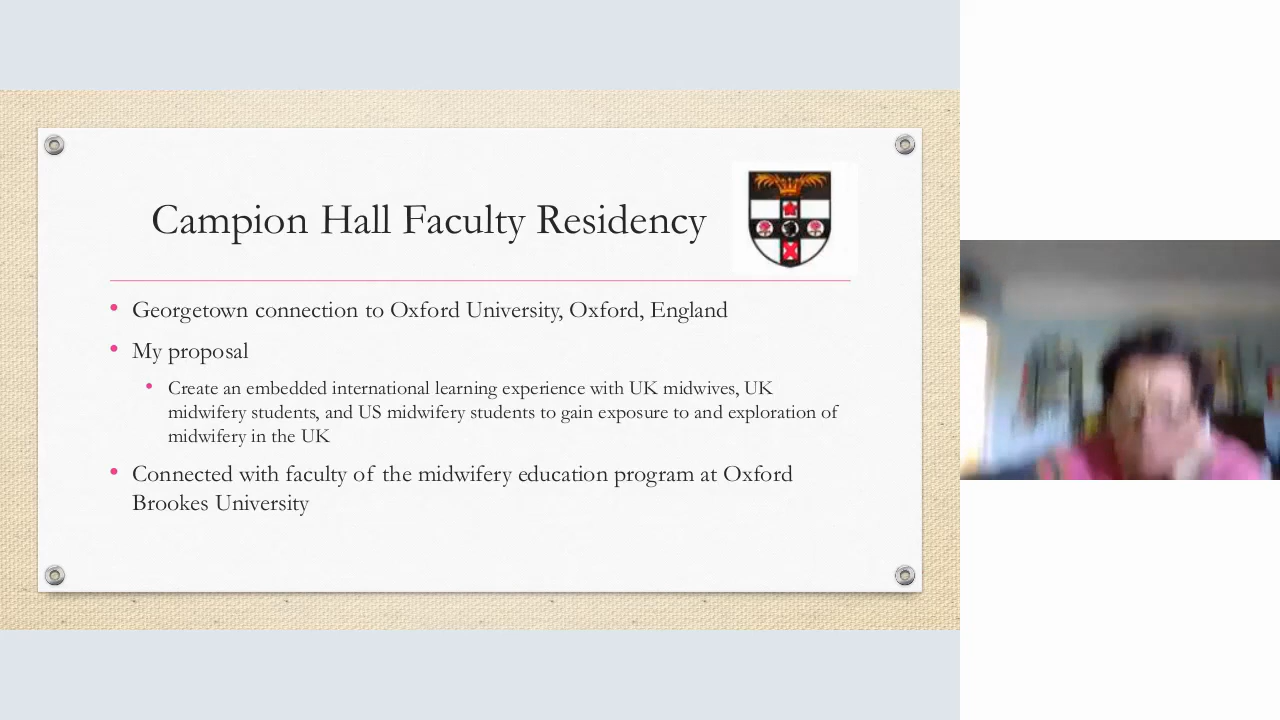 Campion Hall Faculty Residency
Georgetown connection to Oxford University, Oxford, England
My proposal
Create an embedded international learning experience with UK midwives, UK
midwifery students, and US midwifery students to gain exposure to and exploration of
midwifery in the UK
Connected with faculty of the midwifery education program at Oxford
Brookes University